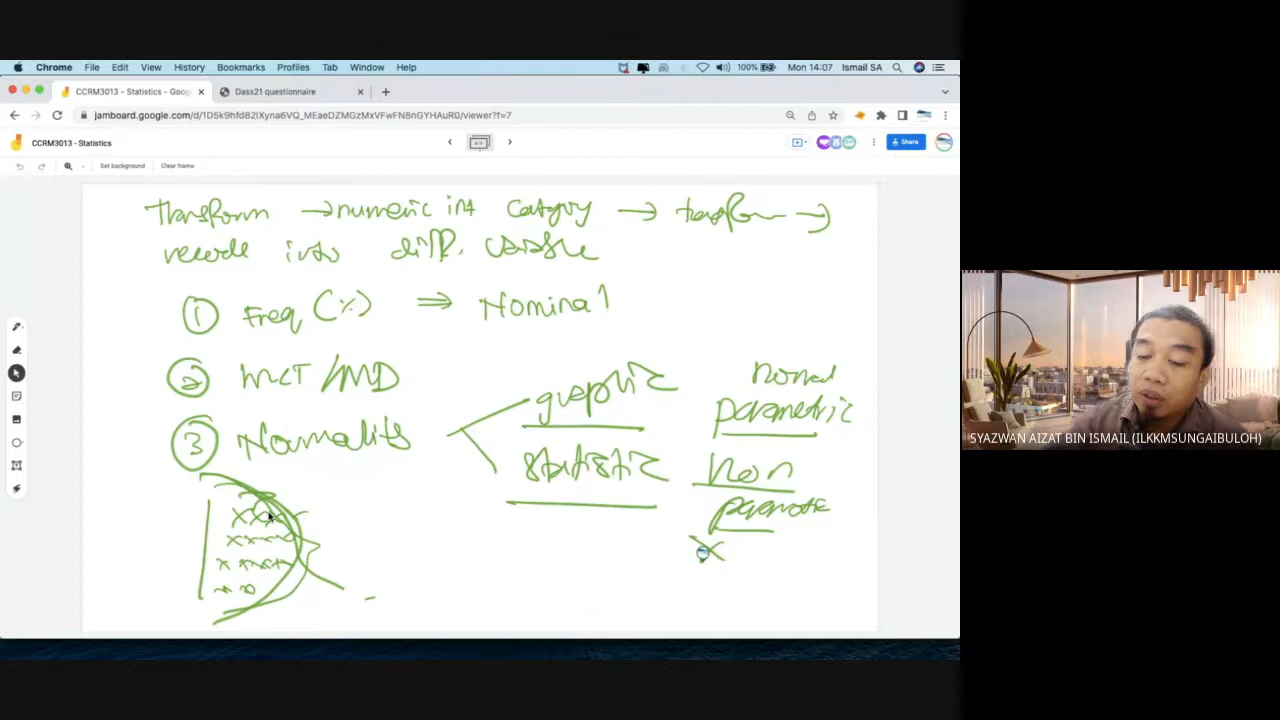 Chrome File Edit View History Bookmarks Profiles Tab Window Help 100% Mon 14:07 Ismail SA
CCRM3013 - Statistics - Goo
Dass21 questionnaire
jamboard.google.com/d/1D5k9hfd82IXyna6VQ_MEaeDZMGzMxVFwFN8nGYHAuR0/viewer?f=7
CCRM3013 - Statistics
Share
Set background Clear frame
Transform → numeric int category → transform →
recode into diff.
1 Freq (%) ⇒ Nominal
2 MCT/MD
3 Normality
graphic
statistic
Normal
parametric
Non
parametric
x x x x
x x x x x
x x x x x
x x
X
SYAZWAN AIZAT BIN ISMAIL (ILKKMSUNGAIBULOH)